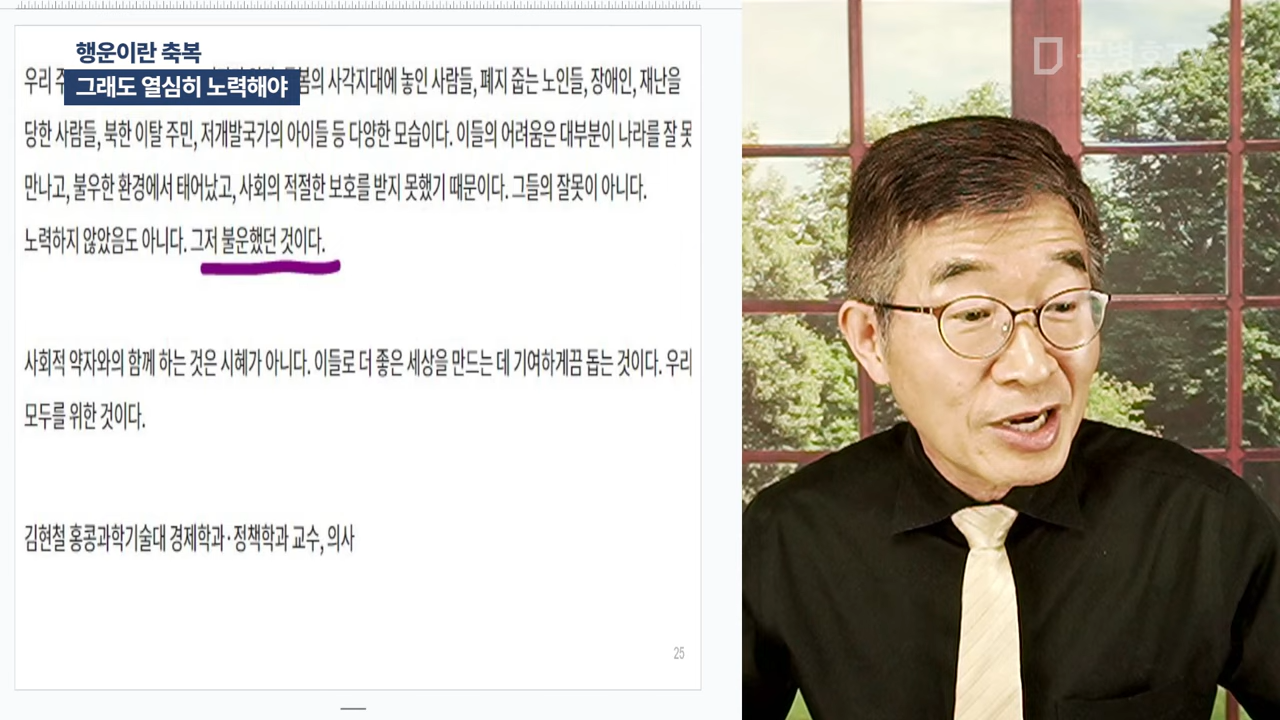 행운이란 축복
그래도 열심히 노력해야
우리 주 의 사각지대에 놓인 사람들, 폐지 줍는 노인들, 장애인, 재난을
당한 사람들, 북한 이탈 주민, 저개발국가의 아이들 등 다양한 모습이다. 이들의 어려움은 대부분이 나라를 잘 못
만나고, 불우한 환경에서 태어났고, 사회의 적절한 보호를 받지 못했기 때문이다. 그들의 잘못이 아니다.
노력하지 않았음도 아니다. 그저 불운했던 것이다.
사회적 약자와의 함께 하는 것은 시혜가 아니다. 이들로 더 좋은 세상을 만드는 데 기여하게끔 돕는 것이다. 우리
모두를 위한 것이다.
김현철 홍콩과학기술대 경제학과·정책학과 교수, 의사
25